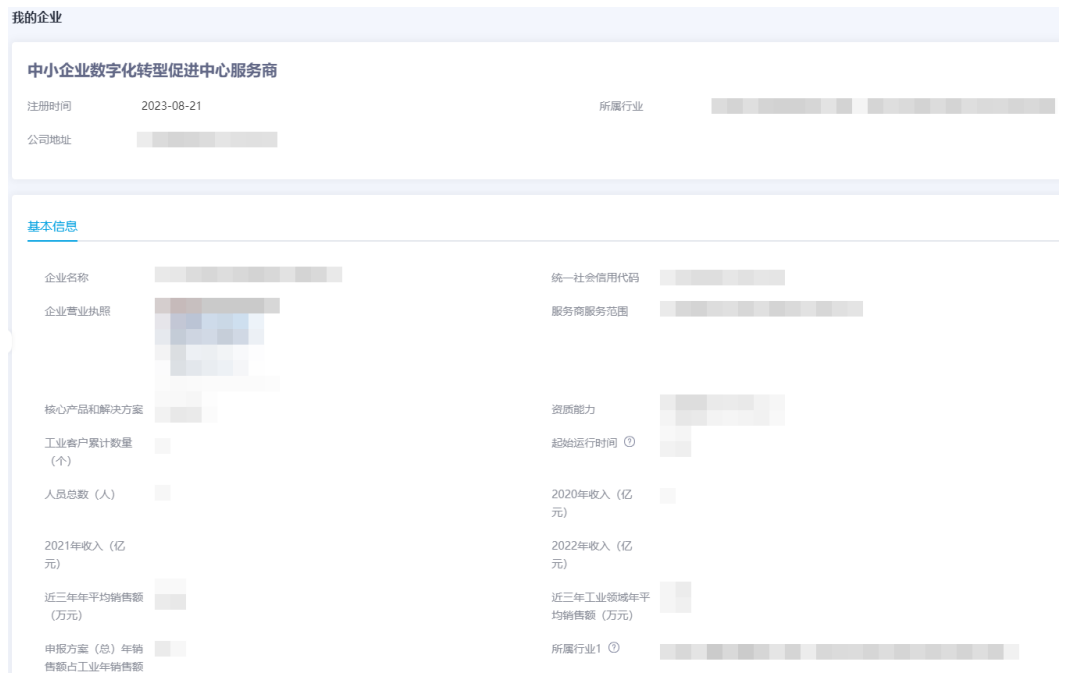 我的企业
中小企业数字化转型促进中心服务商
注册时间 2023-08-21 所属行业
公司地址
基本信息
企业名称 统一社会信用代码
企业营业执照 服务商服务范围
核心产品和解决方案 资质能力
工业客户累计数量 起始运行时间
（个）
人员总数（人） 2020年收入（亿
元）
2021年收入（亿 2022年收入（亿
元） 元）
近三年年平均销售额 近三年工业领域年平
（万元） 均销售额（万元）
申报方案（总）年销 所属行业1
售额占工业年销售额